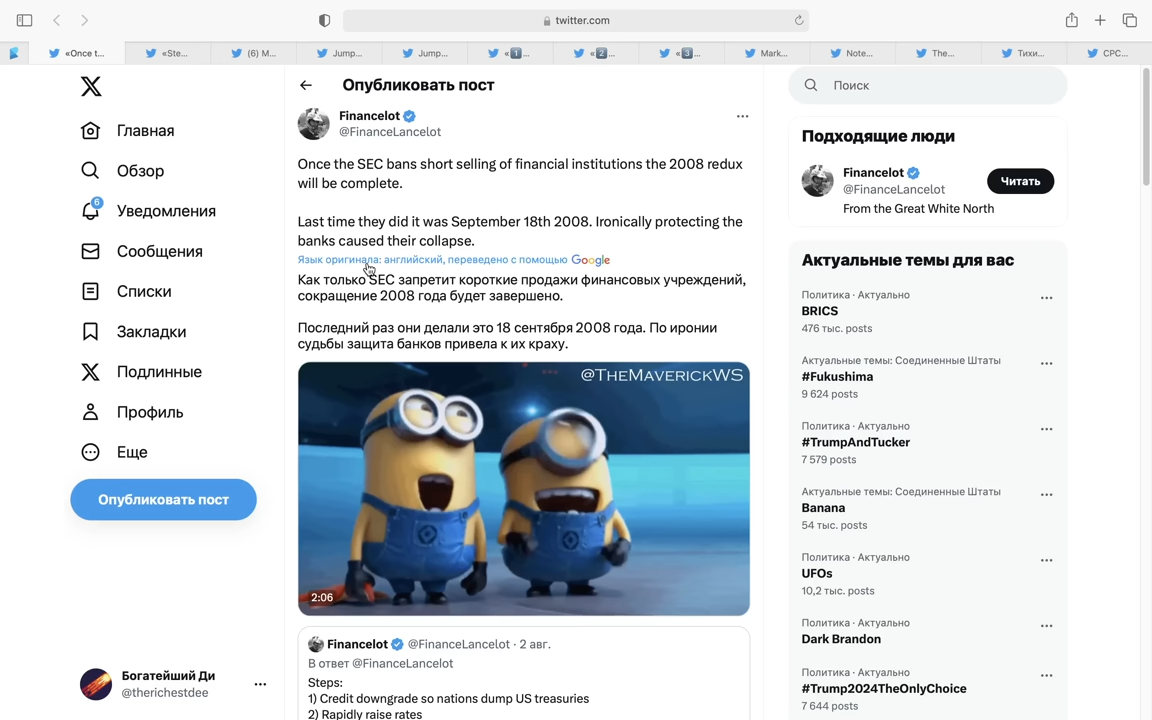 twitter.com
«Once t...
«Ste...
(6) M...
Jump...
Jump...
«1...
«2...
«3...
Mark...
Note...
The...
Тихи...
CPC...
Опубликовать пост
Поиск
Главная
Обзор
6
Уведомления
Сообщения
Списки
Закладки
Подлинные
Профиль
Еще
Опубликовать пост
Богатейший Ди
@therichestdee
Financelot
@FinanceLancelot
Once the SEC bans short selling of financial institutions the 2008 redux
will be complete.
Last time they did it was September 18th 2008. Ironically protecting the
banks caused their collapse.
Язык оригинала: английский, переведено с помощью Google
Как только SEC запретит короткие продажи финансовых учреждений,
сокращение 2008 года будет завершено.
Последний раз они делали это 18 сентября 2008 года. По иронии
судьбы защита банков привела к их краху.
@TheMaverickWS
2:06
Financelot @FinanceLancelot · 2 авг.
В ответ @FinanceLancelot
Steps:
1) Credit downgrade so nations dump US treasuries
2) Rapidly raise rates
Подходящие люди
Financelot
@FinanceLancelot
Читать
From the Great White North
Актуальные темы для вас
Политика · Актуально
BRICS
476 тыс. posts
Актуальные темы: Соединенные Штаты
#Fukushima
9 624 posts
Политика · Актуально
#TrumpAndTucker
7 579 posts
Актуальные темы: Соединенные Штаты
Banana
54 тыс. posts
Политика · Актуально
UFOs
10,2 тыс. posts
Политика · Актуально
Dark Brandon
Политика · Актуально
#Trump2024TheOnlyChoice
7 644 posts